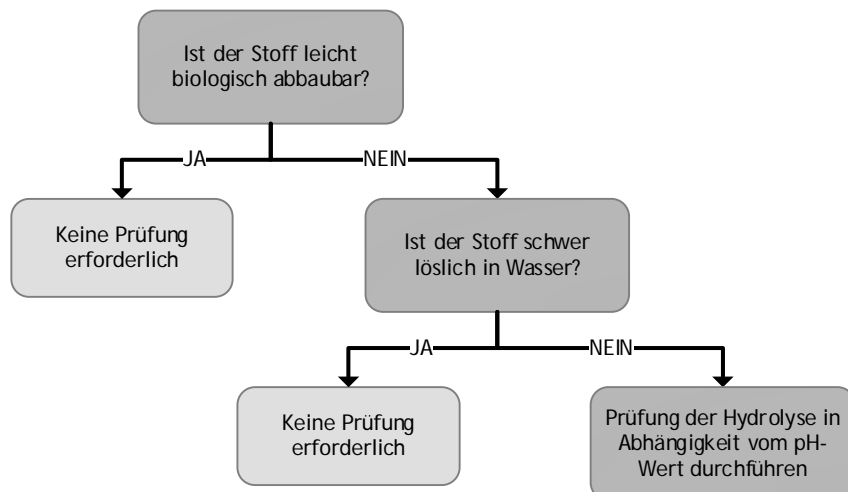 Ist der Stoff leicht
biologisch abbaubar?
JA
NEIN
Keine Prüfung
erforderlich
Ist der Stoff schwer
löslich in Wasser?
JA
NEIN
Keine Prüfung
erforderlich
Prüfung der Hydrolyse in
Abhängigkeit vom pH-
Wert durchführen